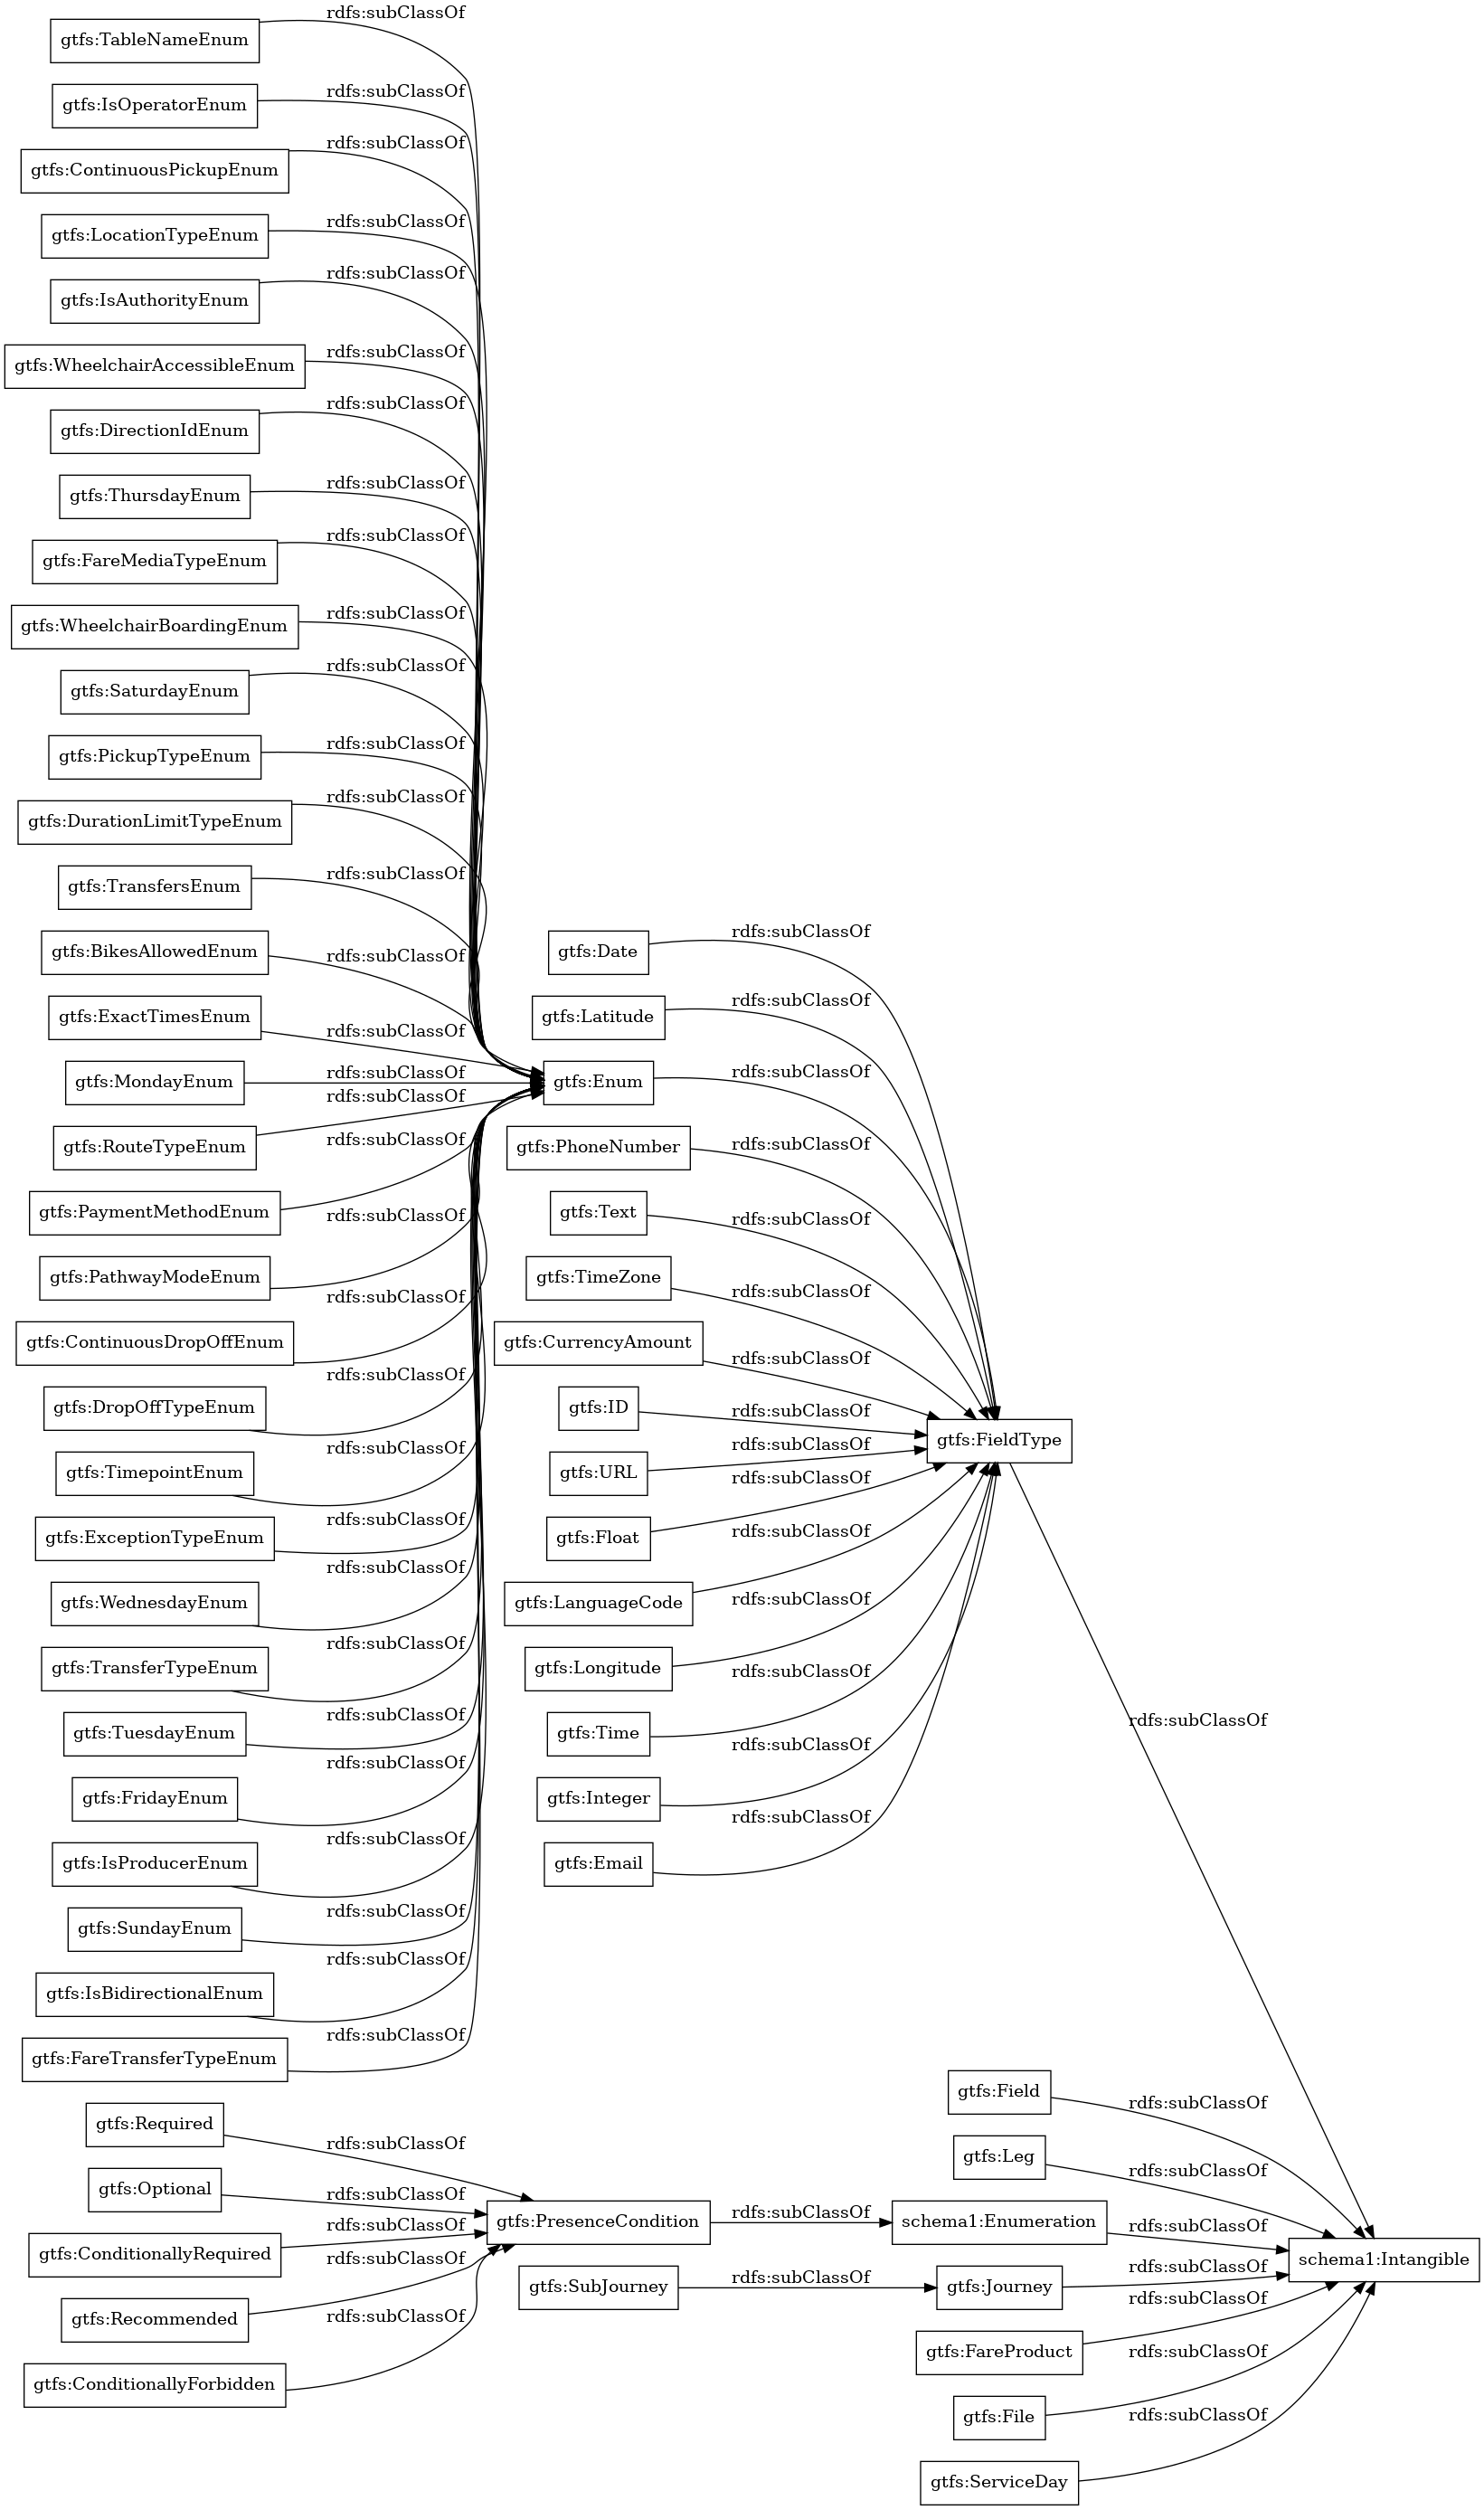 gtfs:TableNameEnum
rdfs:subClassOf
gtfs:IsOperatorEnum
rdfs:subClassOf
gtfs:ContinuousPickupEnum
rdfs:subClassOf
gtfs:LocationTypeEnum
rdfs:subClassOf
gtfs:IsAuthorityEnum
rdfs:subClassOf
gtfs:WheelchairAccessibleEnum
rdfs:subClassOf
gtfs:DirectionIdEnum
rdfs:subClassOf
gtfs:ThursdayEnum
rdfs:subClassOf
gtfs:FareMediaTypeEnum
rdfs:subClassOf
gtfs:WheelchairBoardingEnum
rdfs:subClassOf
gtfs:SaturdayEnum
rdfs:subClassOf
gtfs:PickupTypeEnum
rdfs:subClassOf
gtfs:DurationLimitTypeEnum
rdfs:subClassOf
gtfs:TransfersEnum
rdfs:subClassOf
gtfs:BikesAllowedEnum
rdfs:subClassOf
gtfs:ExactTimesEnum
rdfs:subClassOf
gtfs:MondayEnum
rdfs:subClassOf
gtfs:RouteTypeEnum
rdfs:subClassOf
gtfs:PaymentMethodEnum
rdfs:subClassOf
gtfs:PathwayModeEnum
rdfs:subClassOf
gtfs:ContinuousDropOffEnum
rdfs:subClassOf
gtfs:DropOffTypeEnum
rdfs:subClassOf
gtfs:TimepointEnum
rdfs:subClassOf
gtfs:ExceptionTypeEnum
rdfs:subClassOf
gtfs:WednesdayEnum
rdfs:subClassOf
gtfs:TransferTypeEnum
rdfs:subClassOf
gtfs:TuesdayEnum
rdfs:subClassOf
gtfs:FridayEnum
rdfs:subClassOf
gtfs:IsProducerEnum
rdfs:subClassOf
gtfs:SundayEnum
rdfs:subClassOf
gtfs:IsBidirectionalEnum
rdfs:subClassOf
gtfs:FareTransferTypeEnum
rdfs:subClassOf
gtfs:Required
rdfs:subClassOf
gtfs:Optional
rdfs:subClassOf
gtfs:ConditionallyRequired
rdfs:subClassOf
gtfs:Recommended
rdfs:subClassOf
gtfs:ConditionallyForbidden
rdfs:subClassOf
gtfs:Date
rdfs:subClassOf
gtfs:Latitude
rdfs:subClassOf
gtfs:Enum
rdfs:subClassOf
gtfs:PhoneNumber
rdfs:subClassOf
gtfs:Text
rdfs:subClassOf
gtfs:TimeZone
rdfs:subClassOf
gtfs:CurrencyAmount
rdfs:subClassOf
gtfs:ID
rdfs:subClassOf
gtfs:URL
rdfs:subClassOf
gtfs:Float
rdfs:subClassOf
gtfs:LanguageCode
rdfs:subClassOf
gtfs:Longitude
rdfs:subClassOf
gtfs:Time
rdfs:subClassOf
gtfs:Integer
rdfs:subClassOf
gtfs:Email
rdfs:subClassOf
gtfs:PresenceCondition
rdfs:subClassOf
gtfs:SubJourney
rdfs:subClassOf
gtfs:FieldType
rdfs:subClassOf
gtfs:Field
rdfs:subClassOf
gtfs:Leg
rdfs:subClassOf
schema1:Enumeration
rdfs:subClassOf
gtfs:Journey
rdfs:subClassOf
gtfs:FareProduct
rdfs:subClassOf
gtfs:File
rdfs:subClassOf
gtfs:ServiceDay
rdfs:subClassOf
schema1:Intangible